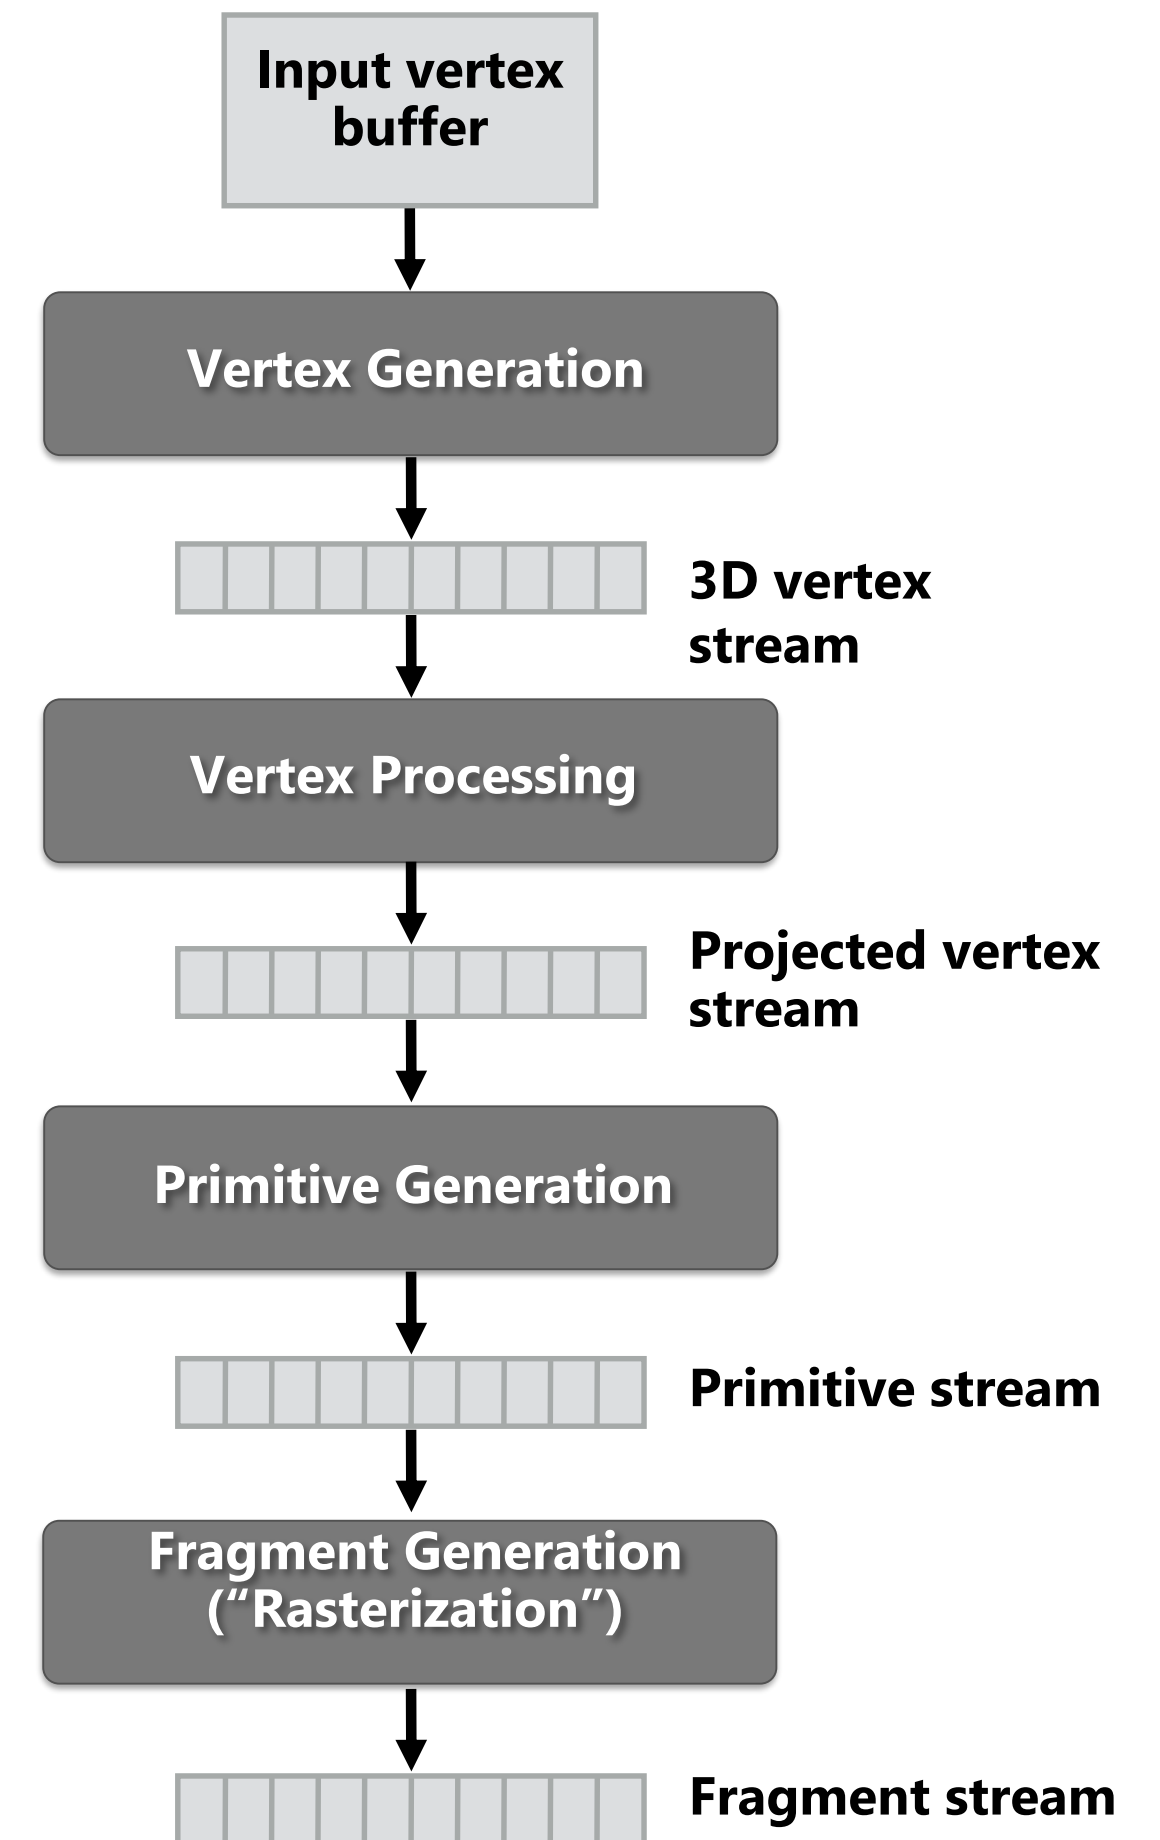 Input vertex
buffer
Vertex Generation
3D vertex
stream
Vertex Processing
Projected vertex
stream
Primitive Generation
Primitive stream
Fragment Generation
(“Rasterization”)
Fragment stream